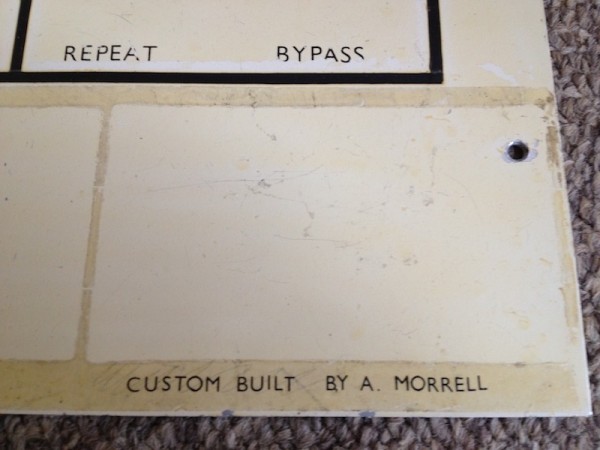 REPEAT BYPASS
CUSTOM BUILT BY A. MORRELL